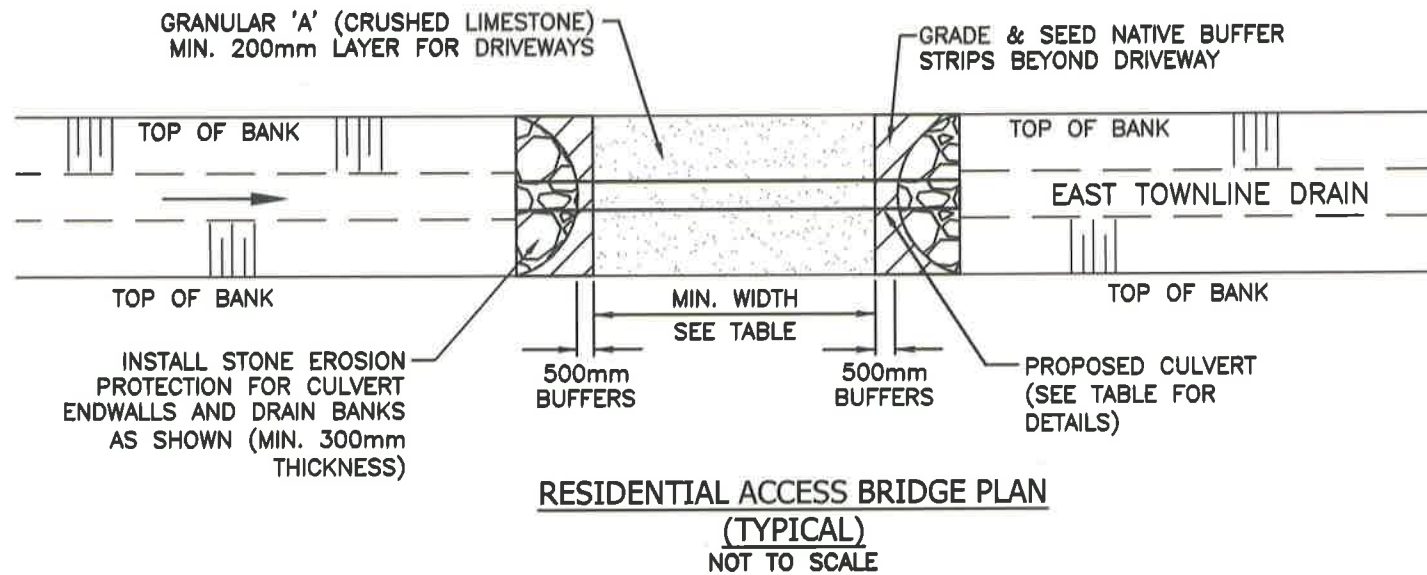 GRANULAR 'A' (CRUSHED LIMESTONE)
MIN. 200mm LAYER FOR DRIVEWAYS
GRADE & SEED NATIVE BUFFER
STRIPS BEYOND DRIVEWAY
TOP OF BANK
TOP OF BANK
EAST TOWNLINE DRAIN
TOP OF BANK
TOP OF BANK
MIN. WIDTH
SEE TABLE
INSTALL STONE EROSION
PROTECTION FOR CULVERT
ENDWALLS AND DRAIN BANKS
AS SHOWN (MIN. 300mm
THICKNESS)
500mm
BUFFERS
500mm
BUFFERS
PROPOSED CULVERT
(SEE TABLE FOR
DETAILS)
RESIDENTIAL ACCESS BRIDGE PLAN
(TYPICAL)
NOT TO SCALE